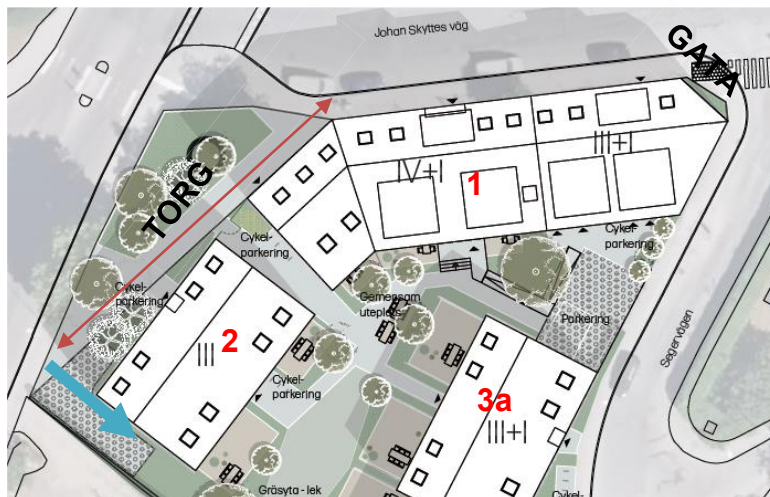 Johan Skyttes väg
GATA
III+I
IV+I
1
TORG
Cykel-
parkering
Cykel-
parkering
Cykel-
parkering
Gemensam
uteplats
Parkering
Segervägen
2
III
3a
III+I
Cykel-
parkering
Gräsyta - lek
Cykel-